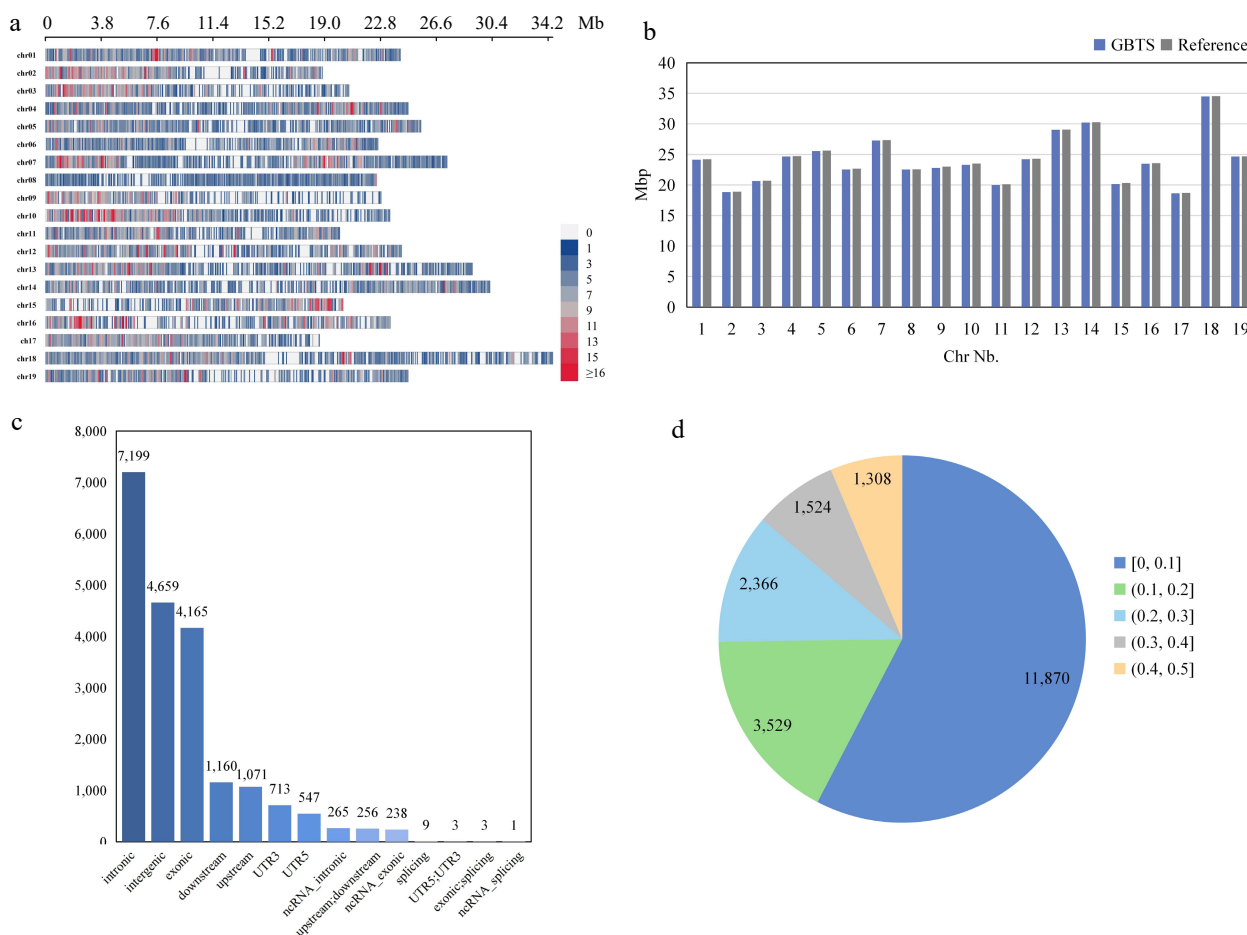 a
0 3.8 7.6 11.4 15.2 19.0 22.8 26.6 30.4 34.2 Mb
chr01
chr02
chr03
chr04
chr05
chr06
chr07
chr08
chr09
chr10
chr11
chr12
chr13
chr14
chr15
chr16
ch17
chr18
chr19
0
1
3
5
7
9
11
13
15
≥16
b
GBTS Reference
40
35
30
25
20
15
10
5
0
Mbp
1 2 3 4 5 6 7 8 9 10 11 12 13 14 15 16 17 18 19
Chr Nb.
c
8,000
7,000
6,000
5,000
4,000
3,000
2,000
1,000
0
7,199
4,659
4,165
1,160
1,071
713
547
265
256
238
9
3
3
1
intronic
intergenic
exonic
downstream
upstream
UTR3
UTR5
ncRNA_intronic
upstream;downstream
ncRNA_exonic
splicing
UTR5;UTR3
exonic;splicing
ncRNA_splicing
d
1,308
1,524
2,366
3,529
11,870
[0, 0.1]
(0.1, 0.2]
(0.2, 0.3]
(0.3, 0.4]
(0.4, 0.5]